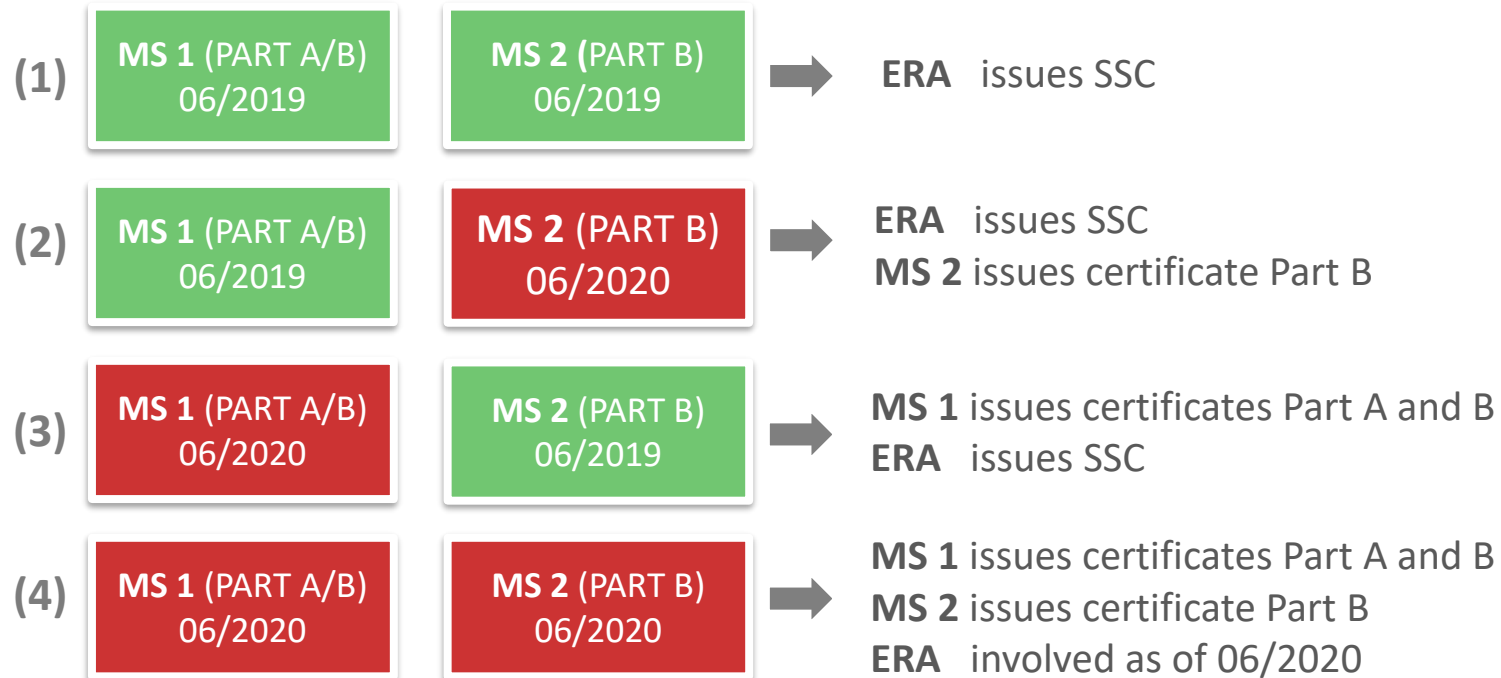 (1)
MS 1 (PART A/B)
06/2019
MS 2 (PART B)
06/2019
ERA issues SSC
(2)
MS 1 (PART A/B)
06/2019
MS 2 (PART B)
06/2020
ERA issues SSC
MS 2 issues certificate Part B
(3)
MS 1 (PART A/B)
06/2020
MS 2 (PART B)
06/2019
MS 1 issues certificates Part A and B
ERA issues SSC
(4)
MS 1 (PART A/B)
06/2020
MS 2 (PART B)
06/2020
MS 1 issues certificates Part A and B
MS 2 issues certificate Part B
ERA involved as of 06/2020